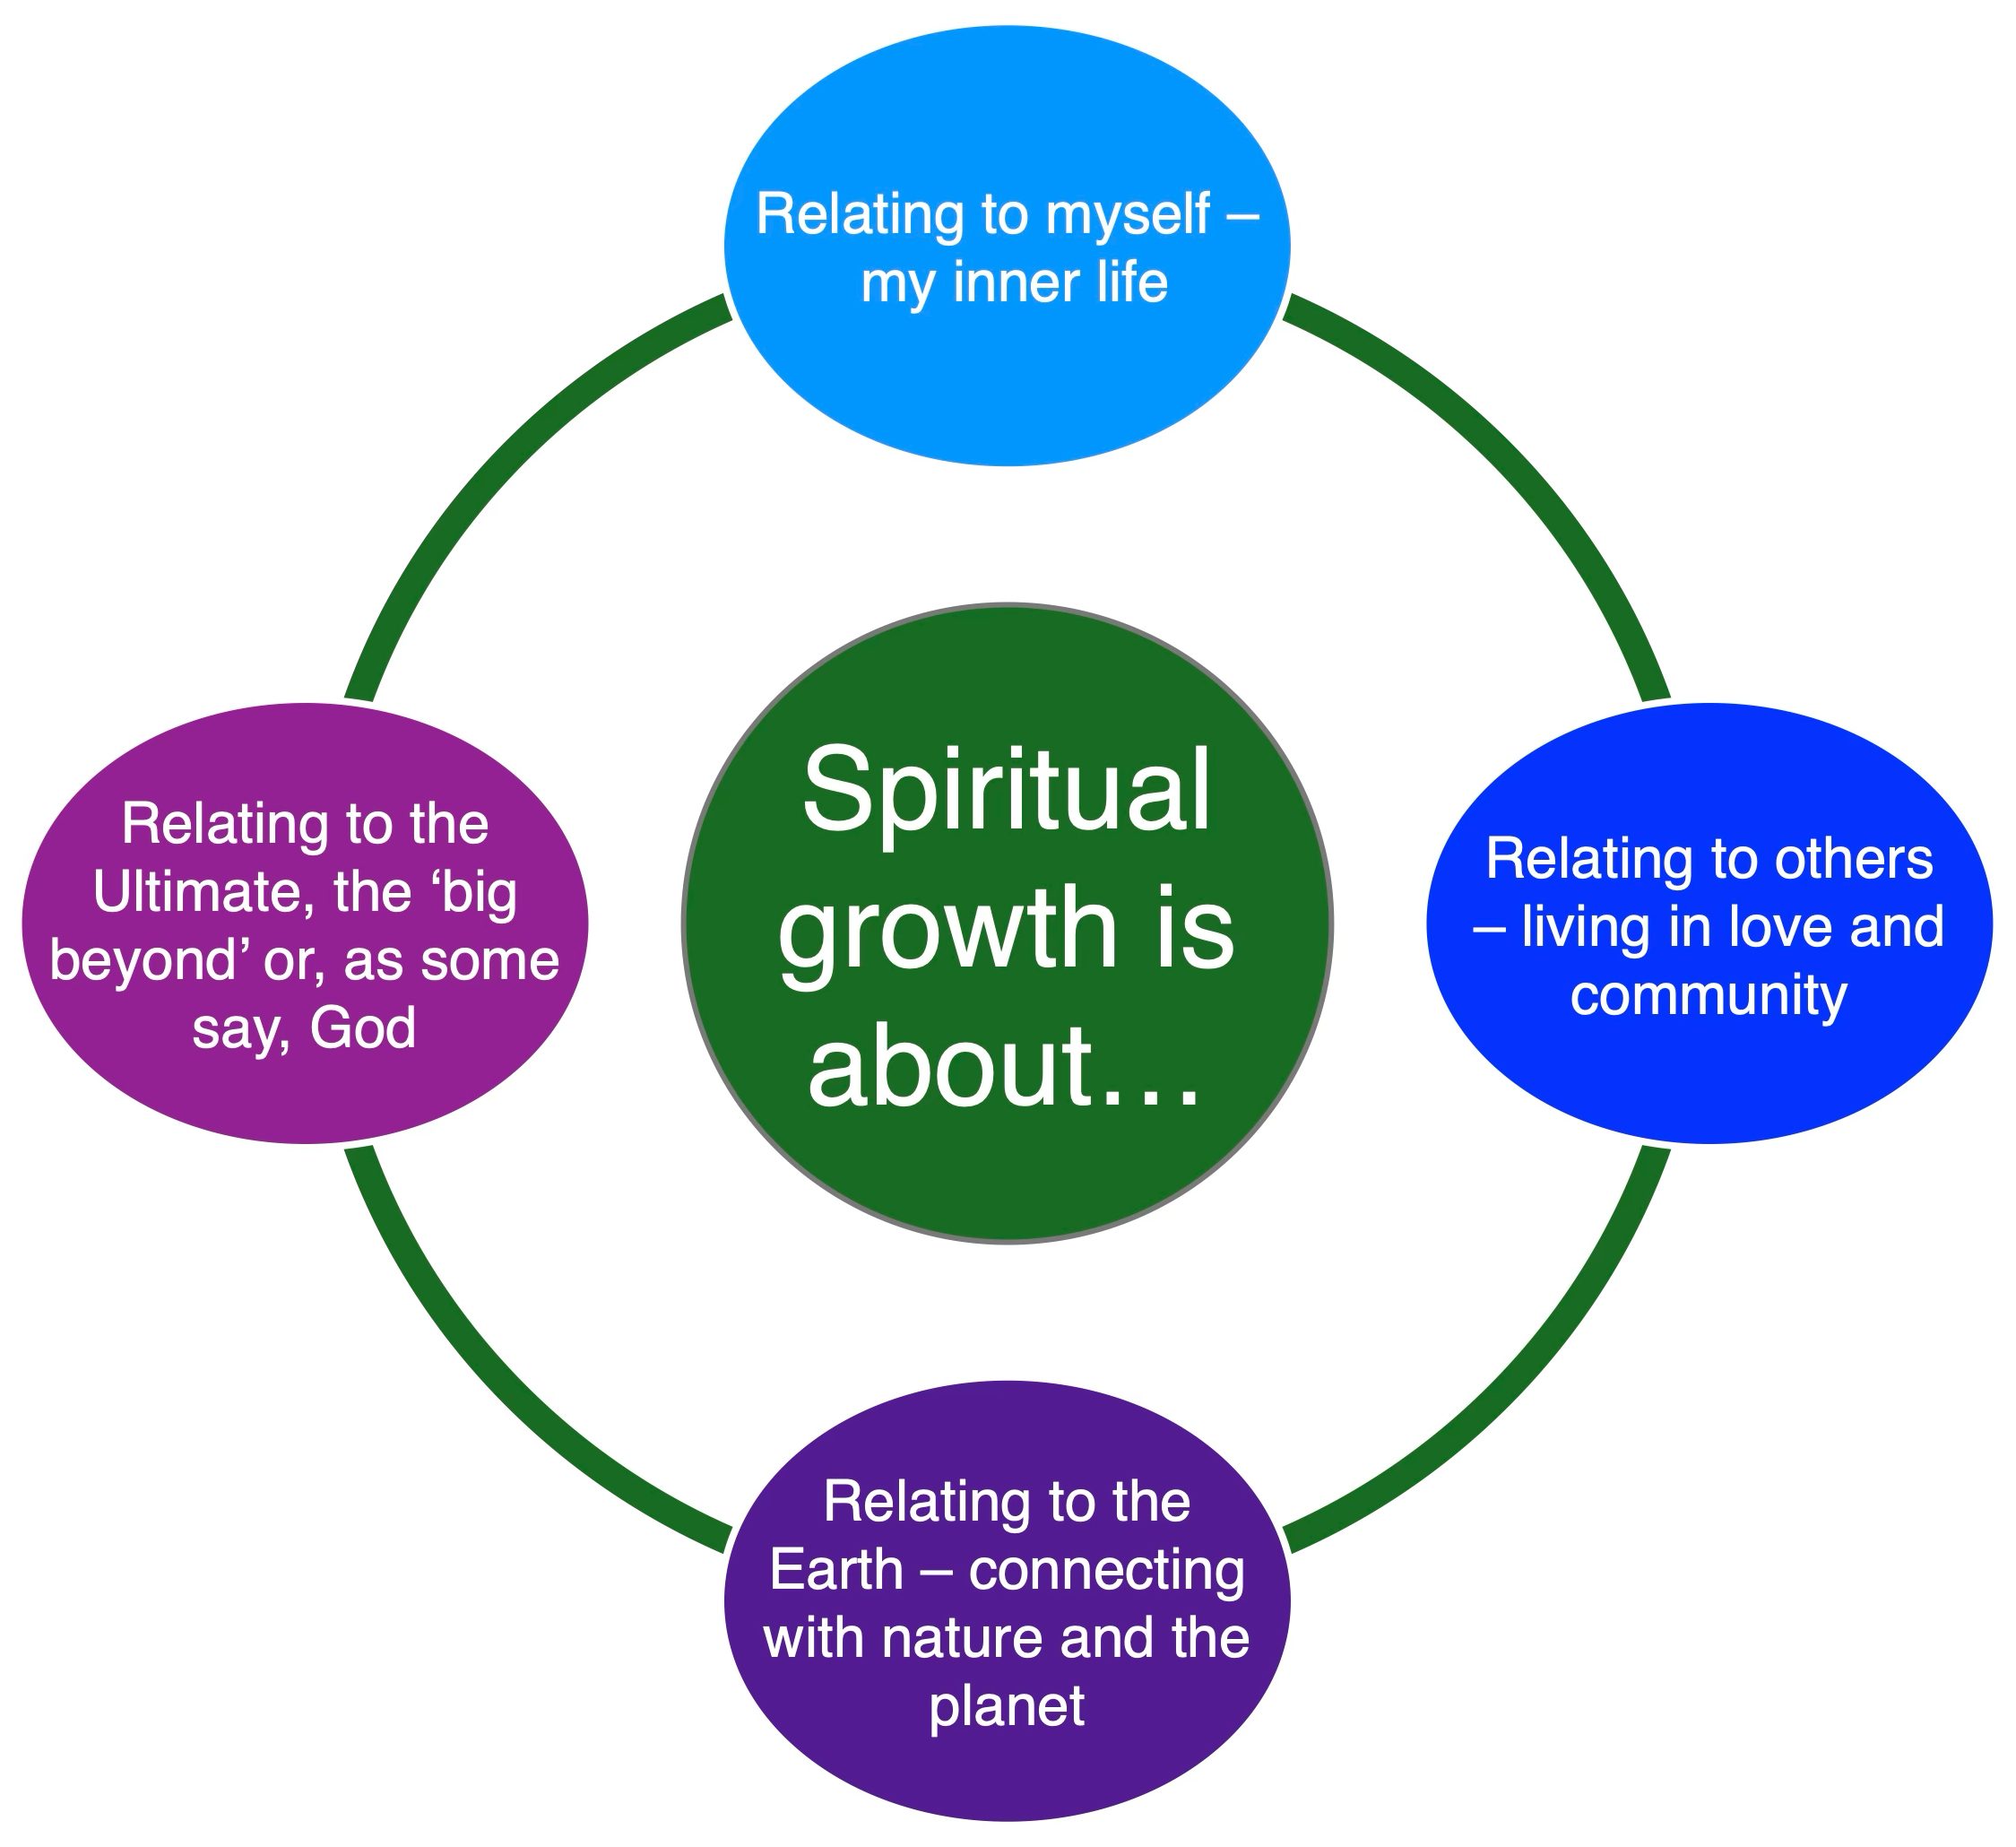 Relating to myself –
my inner life
Relating to the
Ultimate, the ‘big
beyond’ or, as some
say, God
Spiritual
growth is
about…
Relating to others
– living in love and
community
Relating to the
Earth – connecting
with nature and the
planet